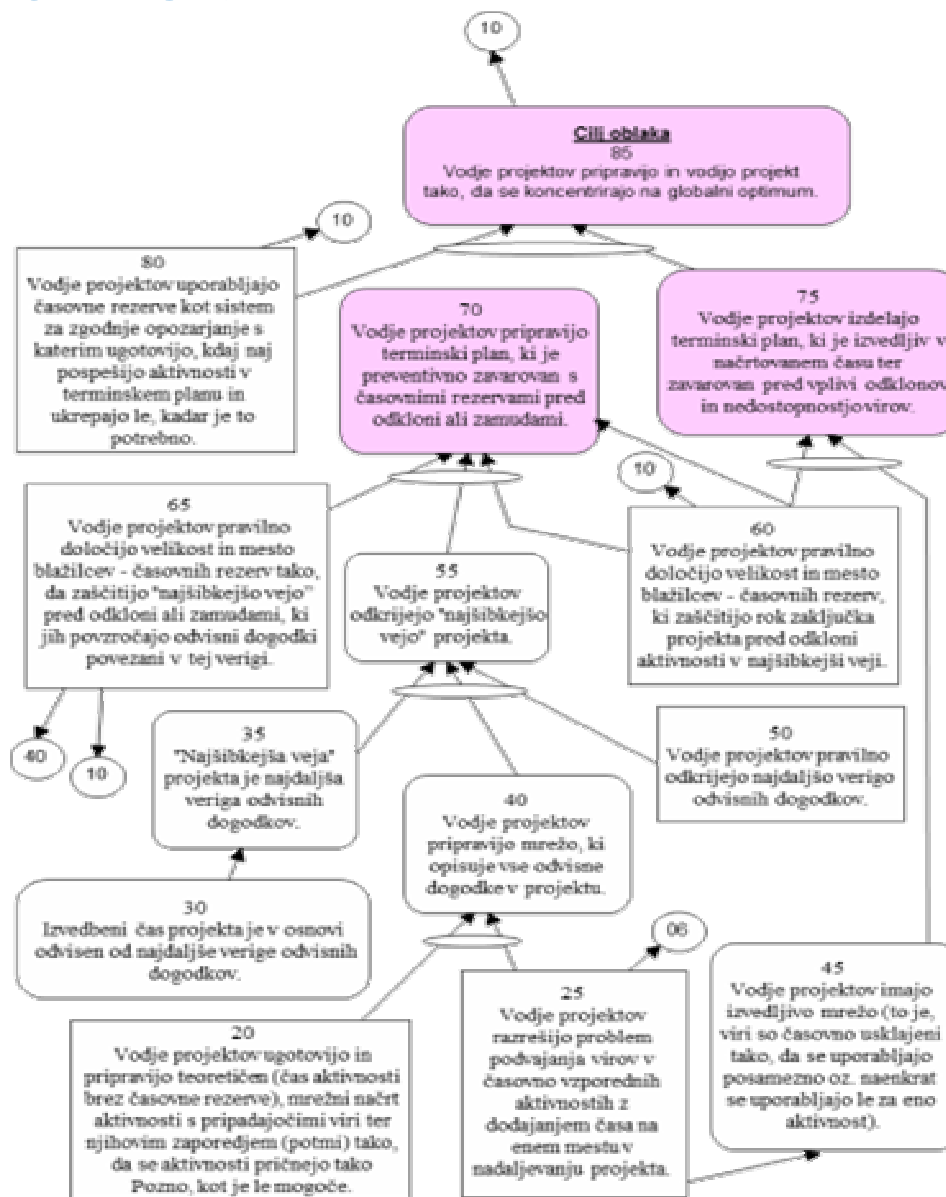 10
Cilj oblaka
85
Vodje projektov pripravijo in vodijo projekt
tako, da se koncentrirajo na globalni optimum.
10
80
Vodje projektov uporabljajo
časovne rezerve kot sistem
za zgodnje opozarjanje s
katerim ugotovijo, kdaj naj
pospešijo aktivnosti v
terminskem planu in
ukrepajo le, kadar je to
potrebno.
70
Vodje projektov pripravijo
terminski plan, ki je
preventivno zavarovan s
časovnimi rezervami pred
odkloni ali zamudami.
75
Vodje projektov izdelajo
terminski plan, ki je izvedljiv v
načrtovanem času ter
zavarovan pred vplivi odklonov
in nedostopnostjo virov.
10
65
Vodje projektov pravilno
določijo velikost in mesto
blažilcev - časovnih rezerv tako,
da zaščitijo "najšibkejšo vejo"
pred odkloni ali zamudami, ki
jih povzročajo odvisni dogodki
povezani v tej verigi.
55
Vodje projektov
odkrijejo "najšibkejšo
vejo" projekta.
60
Vodje projektov pravilno
določijo velikost in mesto
blažilcev - časovnih rezerv,
ki zaščitijo rok zaključka
projekta pred odkloni
aktivnosti v najšibkejši veji.
40
10
35
"Najšibkejša veja"
projekta je najdaljša
veriga odvisnih
dogodkov.
50
Vodje projektov pravilno
odkrijejo najdaljšo verigo
odvisnih dogodkov.
40
Vodje projektov
pripravijo mrežo, ki
opisuje vse odvisne
dogodke v projektu.
30
Izvedbeni čas projekta je v osnovi
odvisen od najdaljše verige odvisnih
dogodkov.
06
20
Vodje projektov ugotovijo in
pripravijo teoretičen (čas aktivnosti
brez časovne rezerve), mrežni načrt
aktivnosti s pripadajočimi viri ter
njihovim zaporedjem (potmi) tako,
da se aktivnosti pričnejo tako
Pozno, kot je le mogoče.
25
Vodje projektov
razrešijo problem
podvajanja virov v
časovno vzporednih
aktivnostih z
dodajanjem časa na
enem mestu v
nadaljevanju projekta.
45
Vodje projektov imajo
izvedljivo mrežo (to je,
viri so časovno usklajeni
tako, da se uporabljajo
posamezno oz. naenkrat
se uporabljajo le za eno
aktivnost).